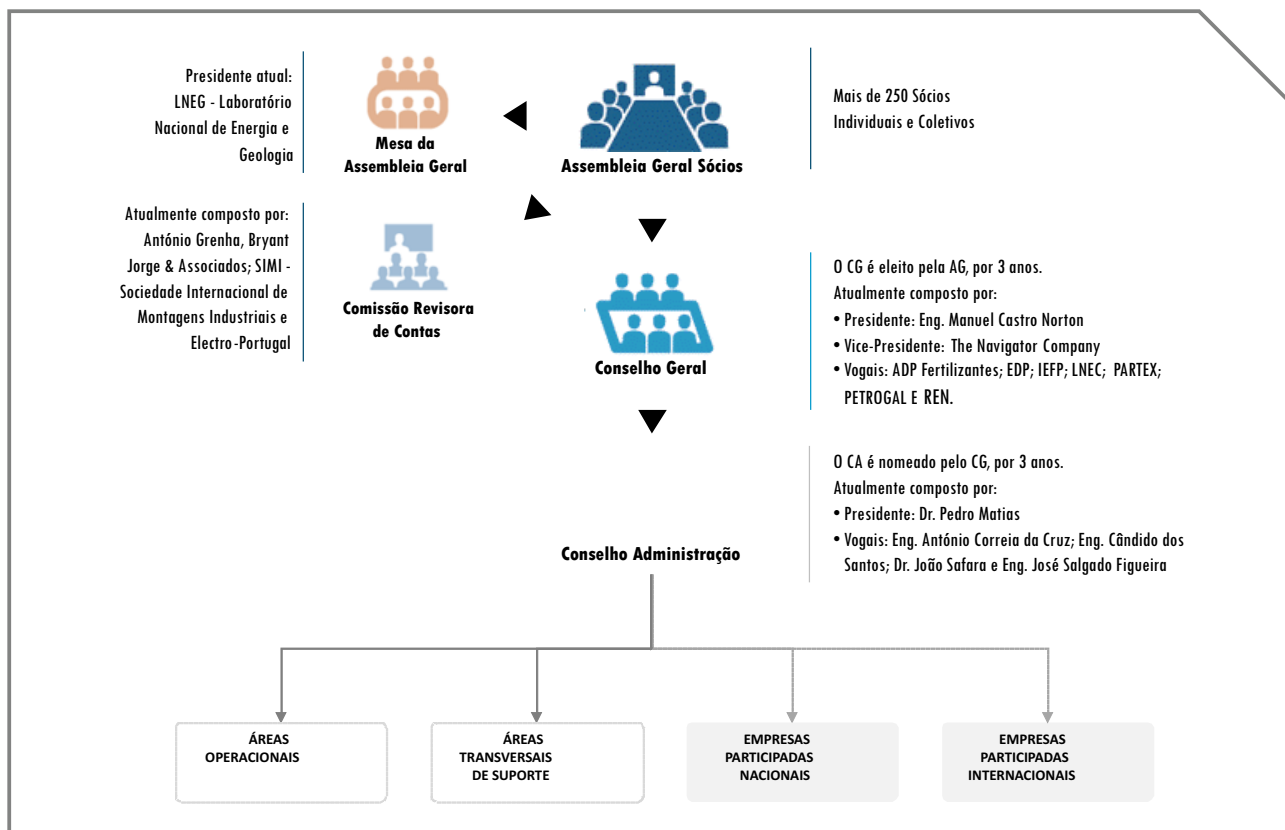 Presidente atual:
LNEG - Laboratório
Nacional de Energia e
Geologia
Mesa da
Assembleia Geral
Assembleia Geral Sócios
Mais de 250 Sócios
Individuais e Coletivos
Atualmente composto por:
António Grenha, Bryant
Jorge & Associados; SIMI -
Sociedade Internacional de
Montagens Industriais e
Electro-Portugal
Comissão Revisora
de Contas
Conselho Geral
O CG é eleito pela AG, por 3 anos.
Atualmente composto por:
• Presidente: Eng. Manuel Castro Norton
• Vice-Presidente: The Navigator Company
• Vogais: ADP Fertilizantes; EDP; IEFP; LNEC; PARTEX;
PETROGAL E REN.
Conselho Administração
O CA é nomeado pelo CG, por 3 anos.
Atualmente composto por:
• Presidente: Dr. Pedro Matias
• Vogais: Eng. António Correia da Cruz; Eng. Cândido dos
Santos; Dr. João Safara e Eng. José Salgado Figueira
ÁREAS
OPERACIONAIS
ÁREAS
TRANSVERSAIS
DE SUPORTE
EMPRESAS
PARTICIPADAS
NACIONAIS
EMPRESAS
PARTICIPADAS
INTERNACIONAIS